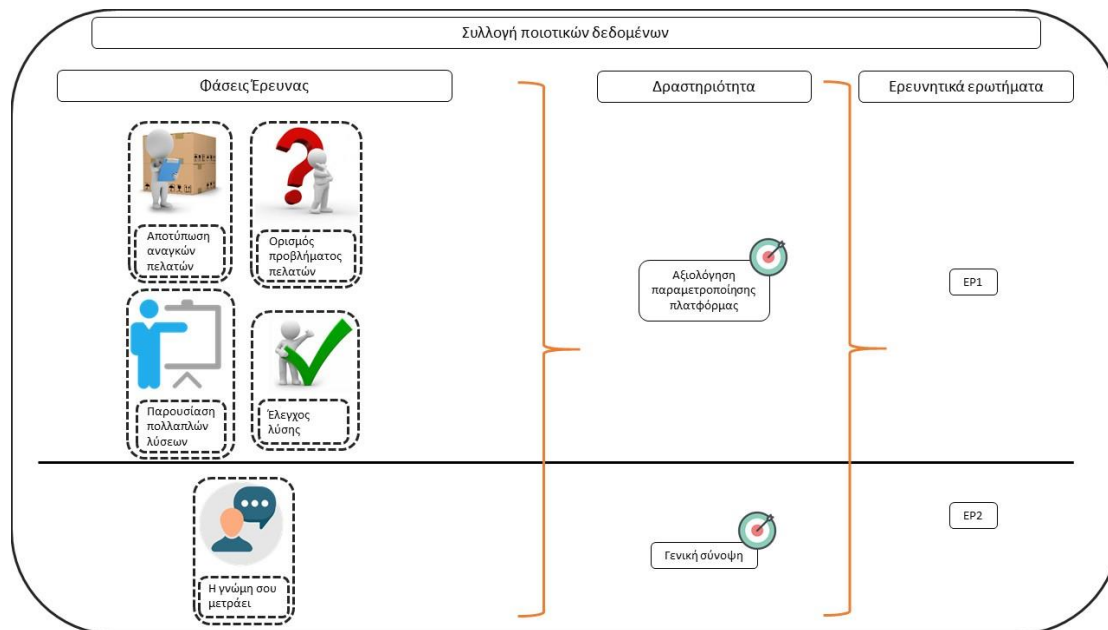 Συλλογή ποιοτικών δεδομένων
Φάσεις Έρευνας
Δραστηριότητα
Ερευνητικά ερωτήματα
Αποτύπωση
αναγκών
πελατών
Ορισμός
προβλήματος
πελατών
Παρουσίαση
πολλαπλών
λύσεων
Έλεγχος
λύσης
Αξιολόγηση
παραμετροποίησης
πλατφόρμας
ΕΡ1
Η γνώμη σου
μετράει
Γενική σύνοψη
ΕΡ2